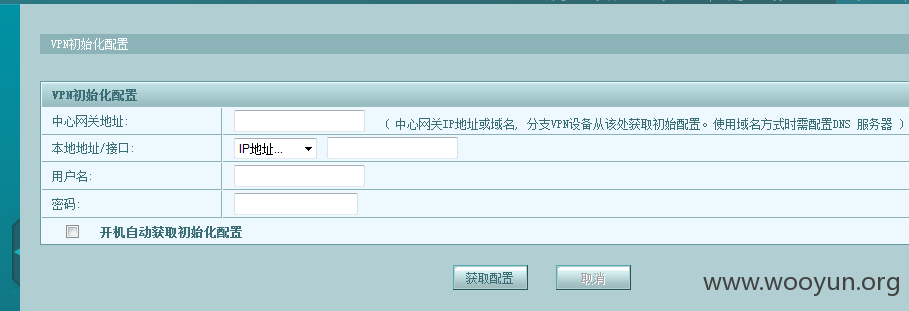 VPN初始化配置
VPN初始化配置
中心网关地址:
( 中心网关IP地址或域名, 分支VPN设备从该处获取初始配置。使用域名方式时需配置DNS 服务器 )
本地地址/接口: IP地址...
用户名:
密码:
开机自动获取初始化配置
获取配置 取消
www.wooyun.org